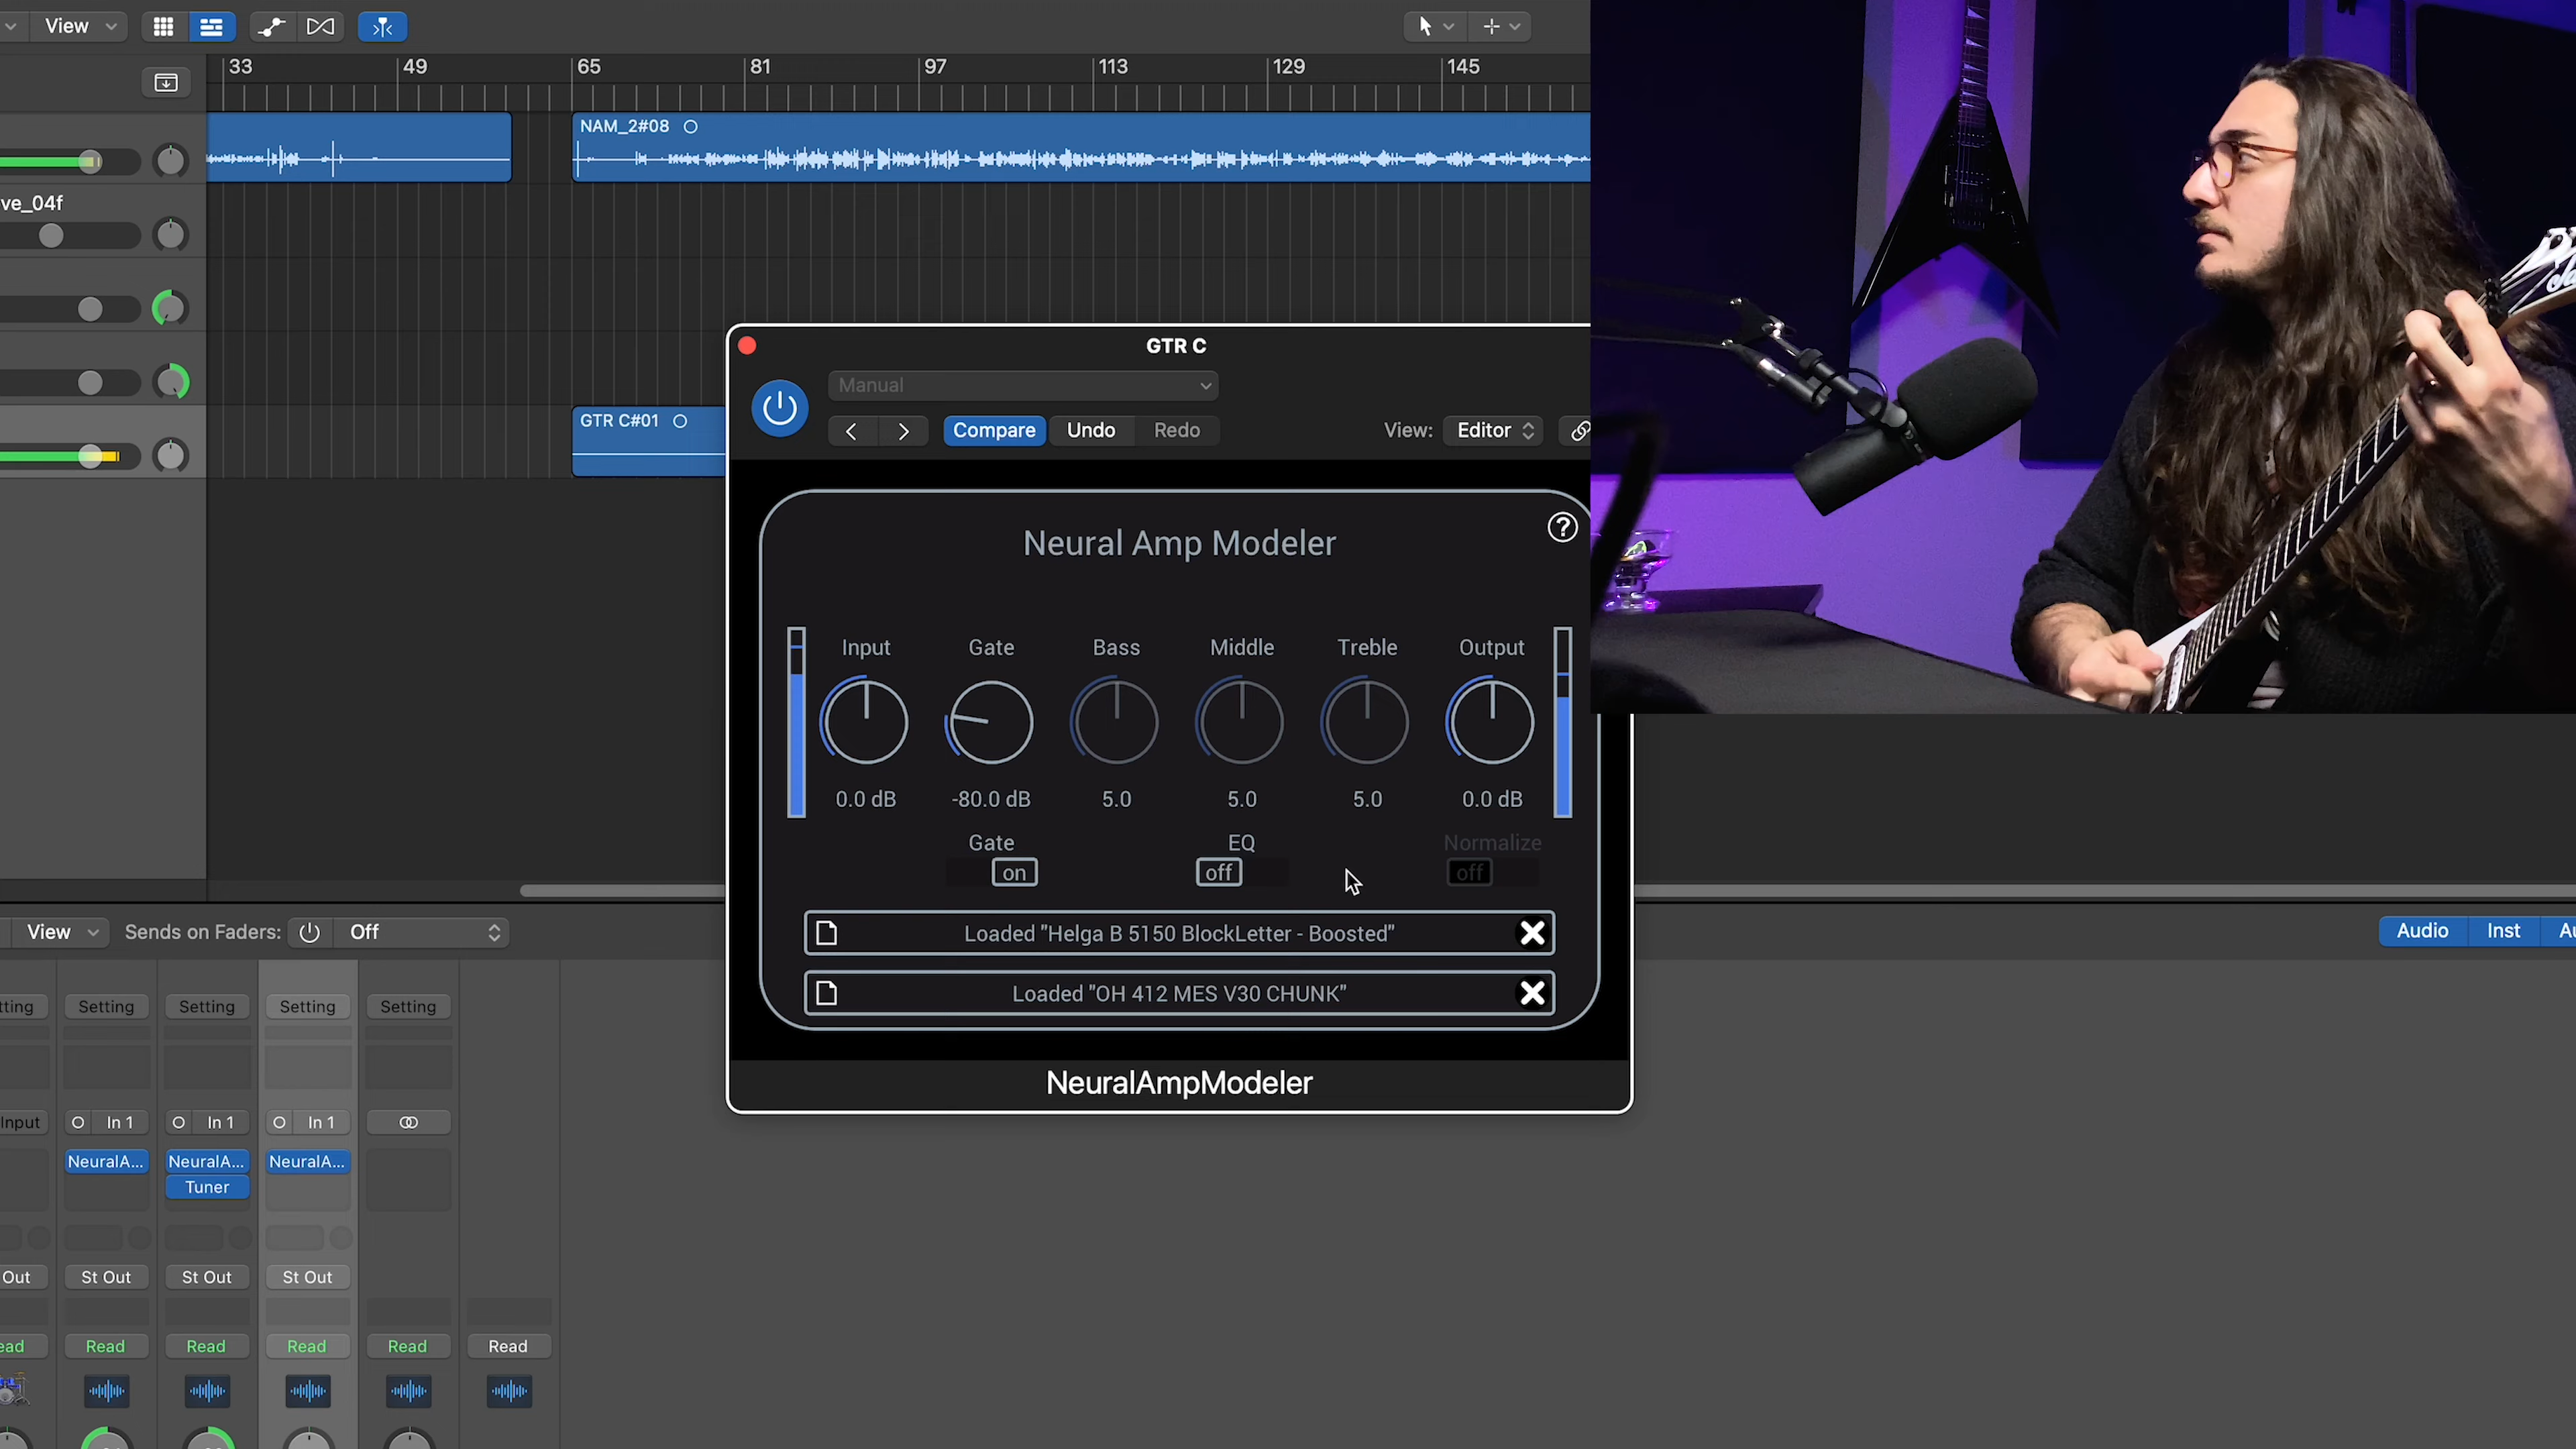 View
33 49 65 81 97 113 129 145
NAM_2#08
ve_04f
GTR C#01
GTR C
Manual
Compare Undo Redo View: Editor
Neural Amp Modeler
?
Input Gate Bass Middle Treble Output
0.0 dB -80.0 dB 5.0 5.0 5.0 0.0 dB
Gate EQ Normalize
on off off
Loaded "Helga B 5150 BlockLetter - Boosted"
Loaded "OH 412 MES V30 CHUNK"
NeuralAmpModeler
View Sends on Faders: Off Audio Inst Au
tting Setting Setting Setting Setting
Input In 1 In 1 In 1
NeuralA... NeuralA... NeuralA...
Tuner
Out St Out St Out St Out
ead Read Read Read Read Read